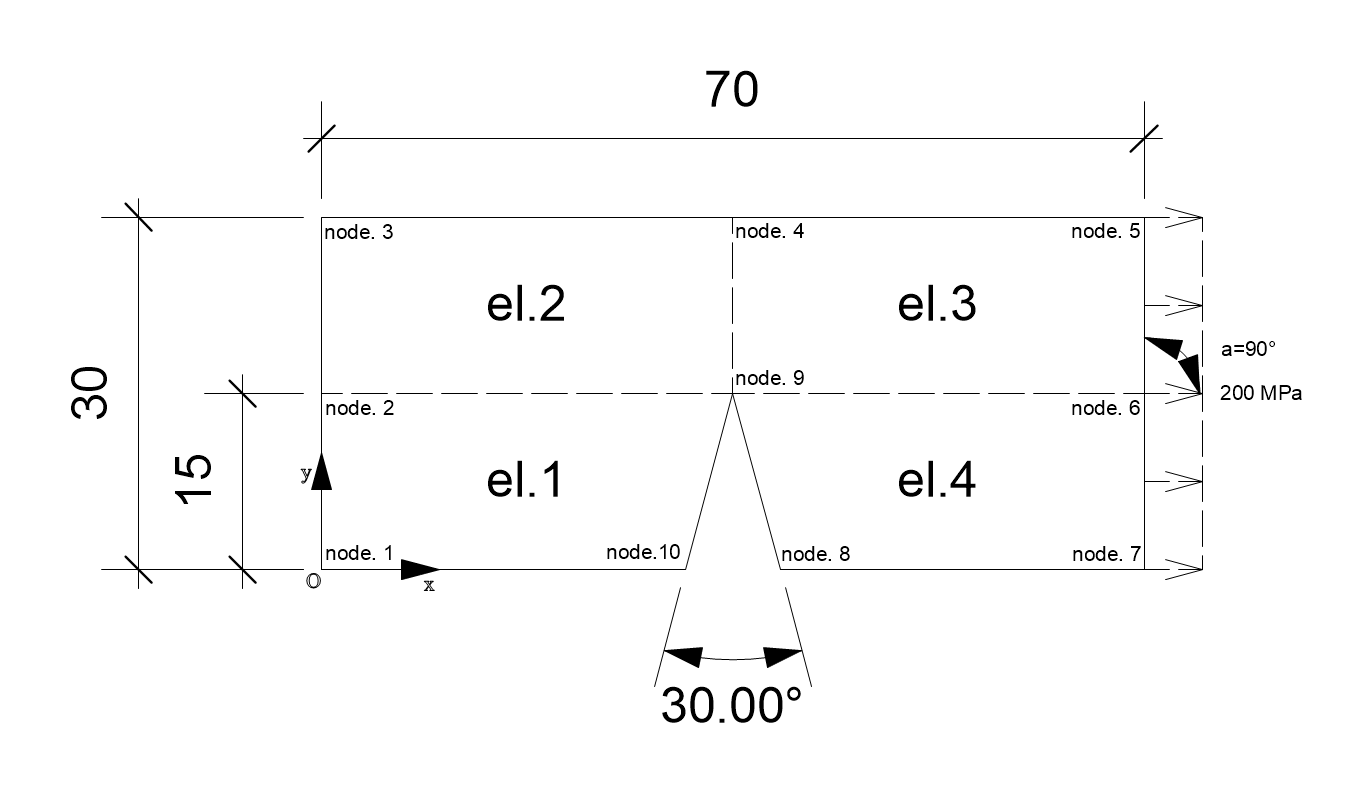 70
node. 3
node. 4
node. 5
el.2
el.3
a=90°
30
node. 9
200 MPa
node. 2
node. 6
15
y
el.1
el.4
node. 1
node.10
node. 8
node. 7
O
x
30.00°